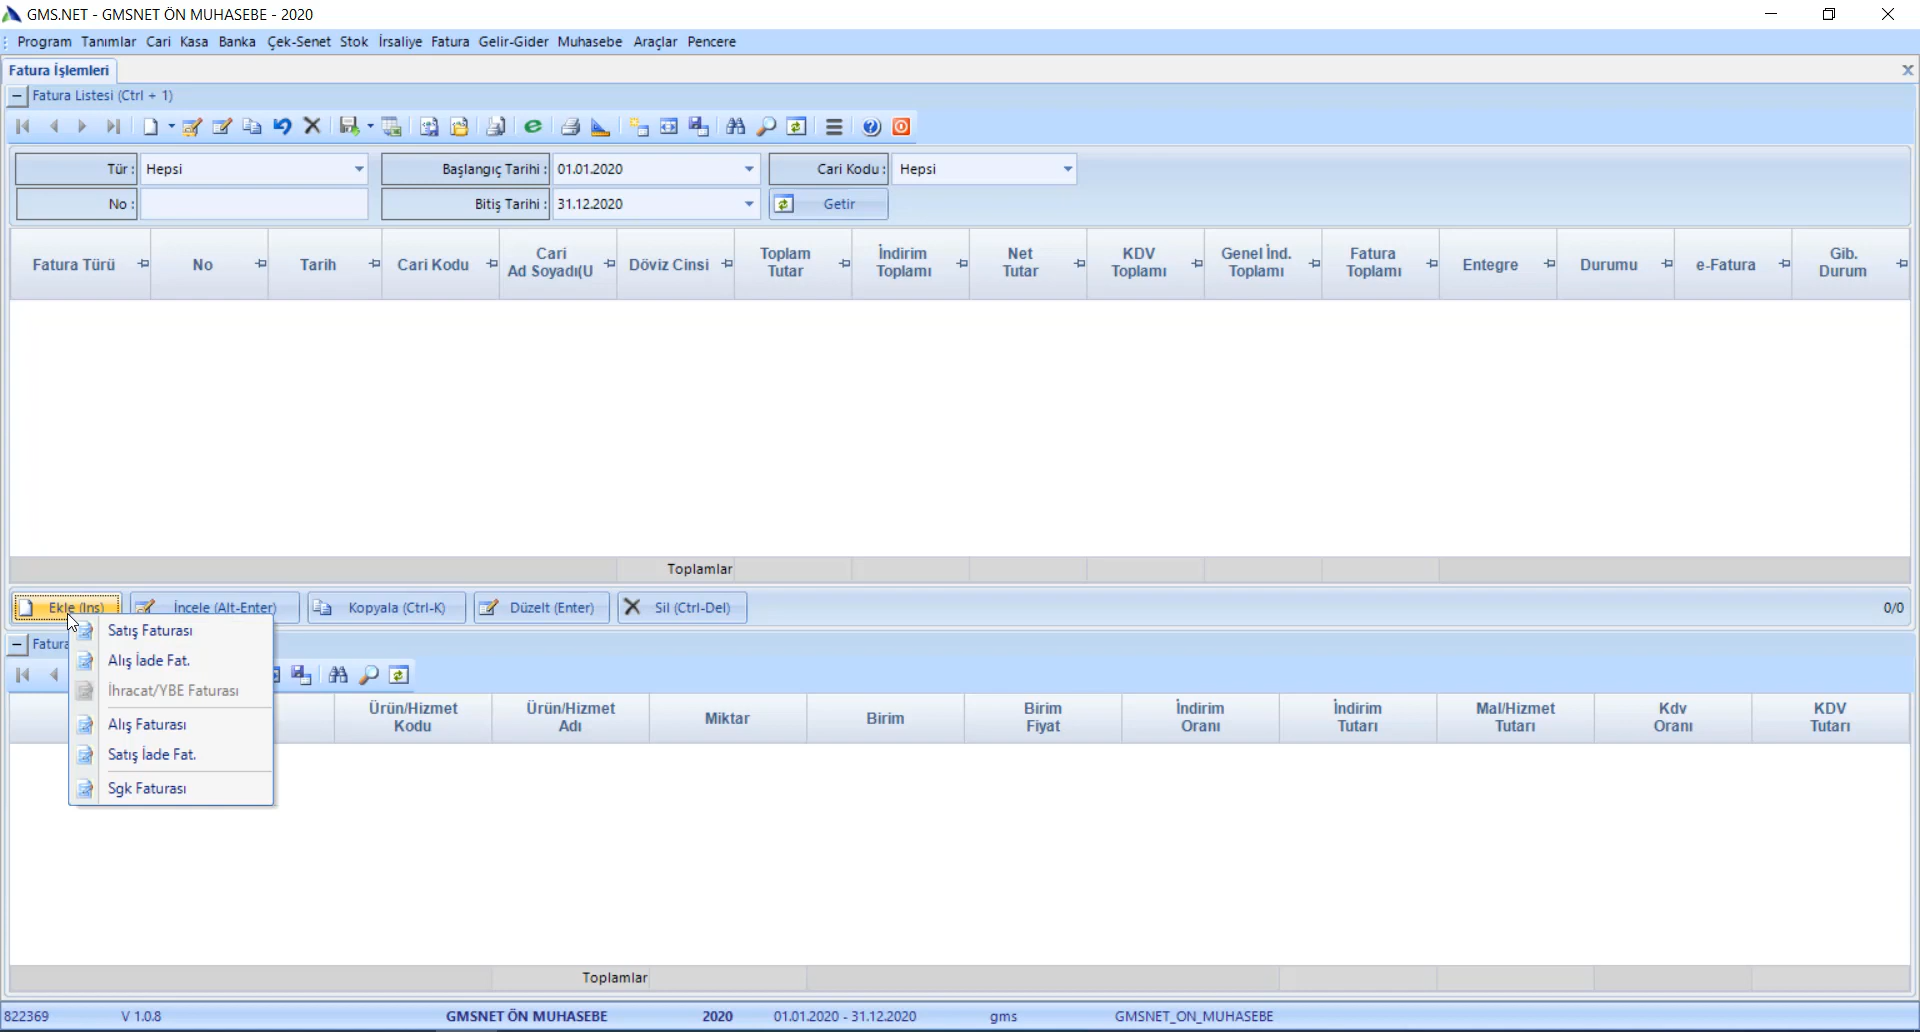 GMS.NET - GMSNET ÖN MUHASEBE - 2020
Program Tanımlar Cari Kasa Banka Çek-Senet Stok İrsaliye Fatura Gelir-Gider Muhasebe Araçlar Pencere
Fatura İşlemleri
Fatura Listesi (Ctrl + 1)
Tür : Hepsi Başlangıç Tarihi : 01.01.2020 Cari Kodu : Hepsi
No : Bitiş Tarihi : 31.12.2020 Getir
Fatura Türü No Tarih Cari Kodu Cari Ad Soyadı(U Döviz Cinsi Toplam Tutar İndirim Toplamı Net Tutar KDV Toplamı Genel İnd. Toplamı Fatura Toplamı Entegre Durumu e-Fatura Gib. Durum
Toplamlar
Ekle (Ins) İncele (Alt-Enter) Kopyala (Ctrl-K) Düzelt (Enter) Sil (Ctrl-Del) 0/0
Fatura
Satış Faturası
Alış İade Fat.
İhracat/YBE Faturası
Alış Faturası
Satış İade Fat.
Sgk Faturası
Ürün/Hizmet Kodu Ürün/Hizmet Adı Miktar Birim Birim Fiyat İndirim Oranı İndirim Tutarı Mal/Hizmet Tutarı Kdv Oranı KDV Tutarı
Toplamlar
822369 V 1.0.8 GMSNET ÖN MUHASEBE 2020 01.01.2020 - 31.12.2020 gms GMSNET_ON_MUHASEBE